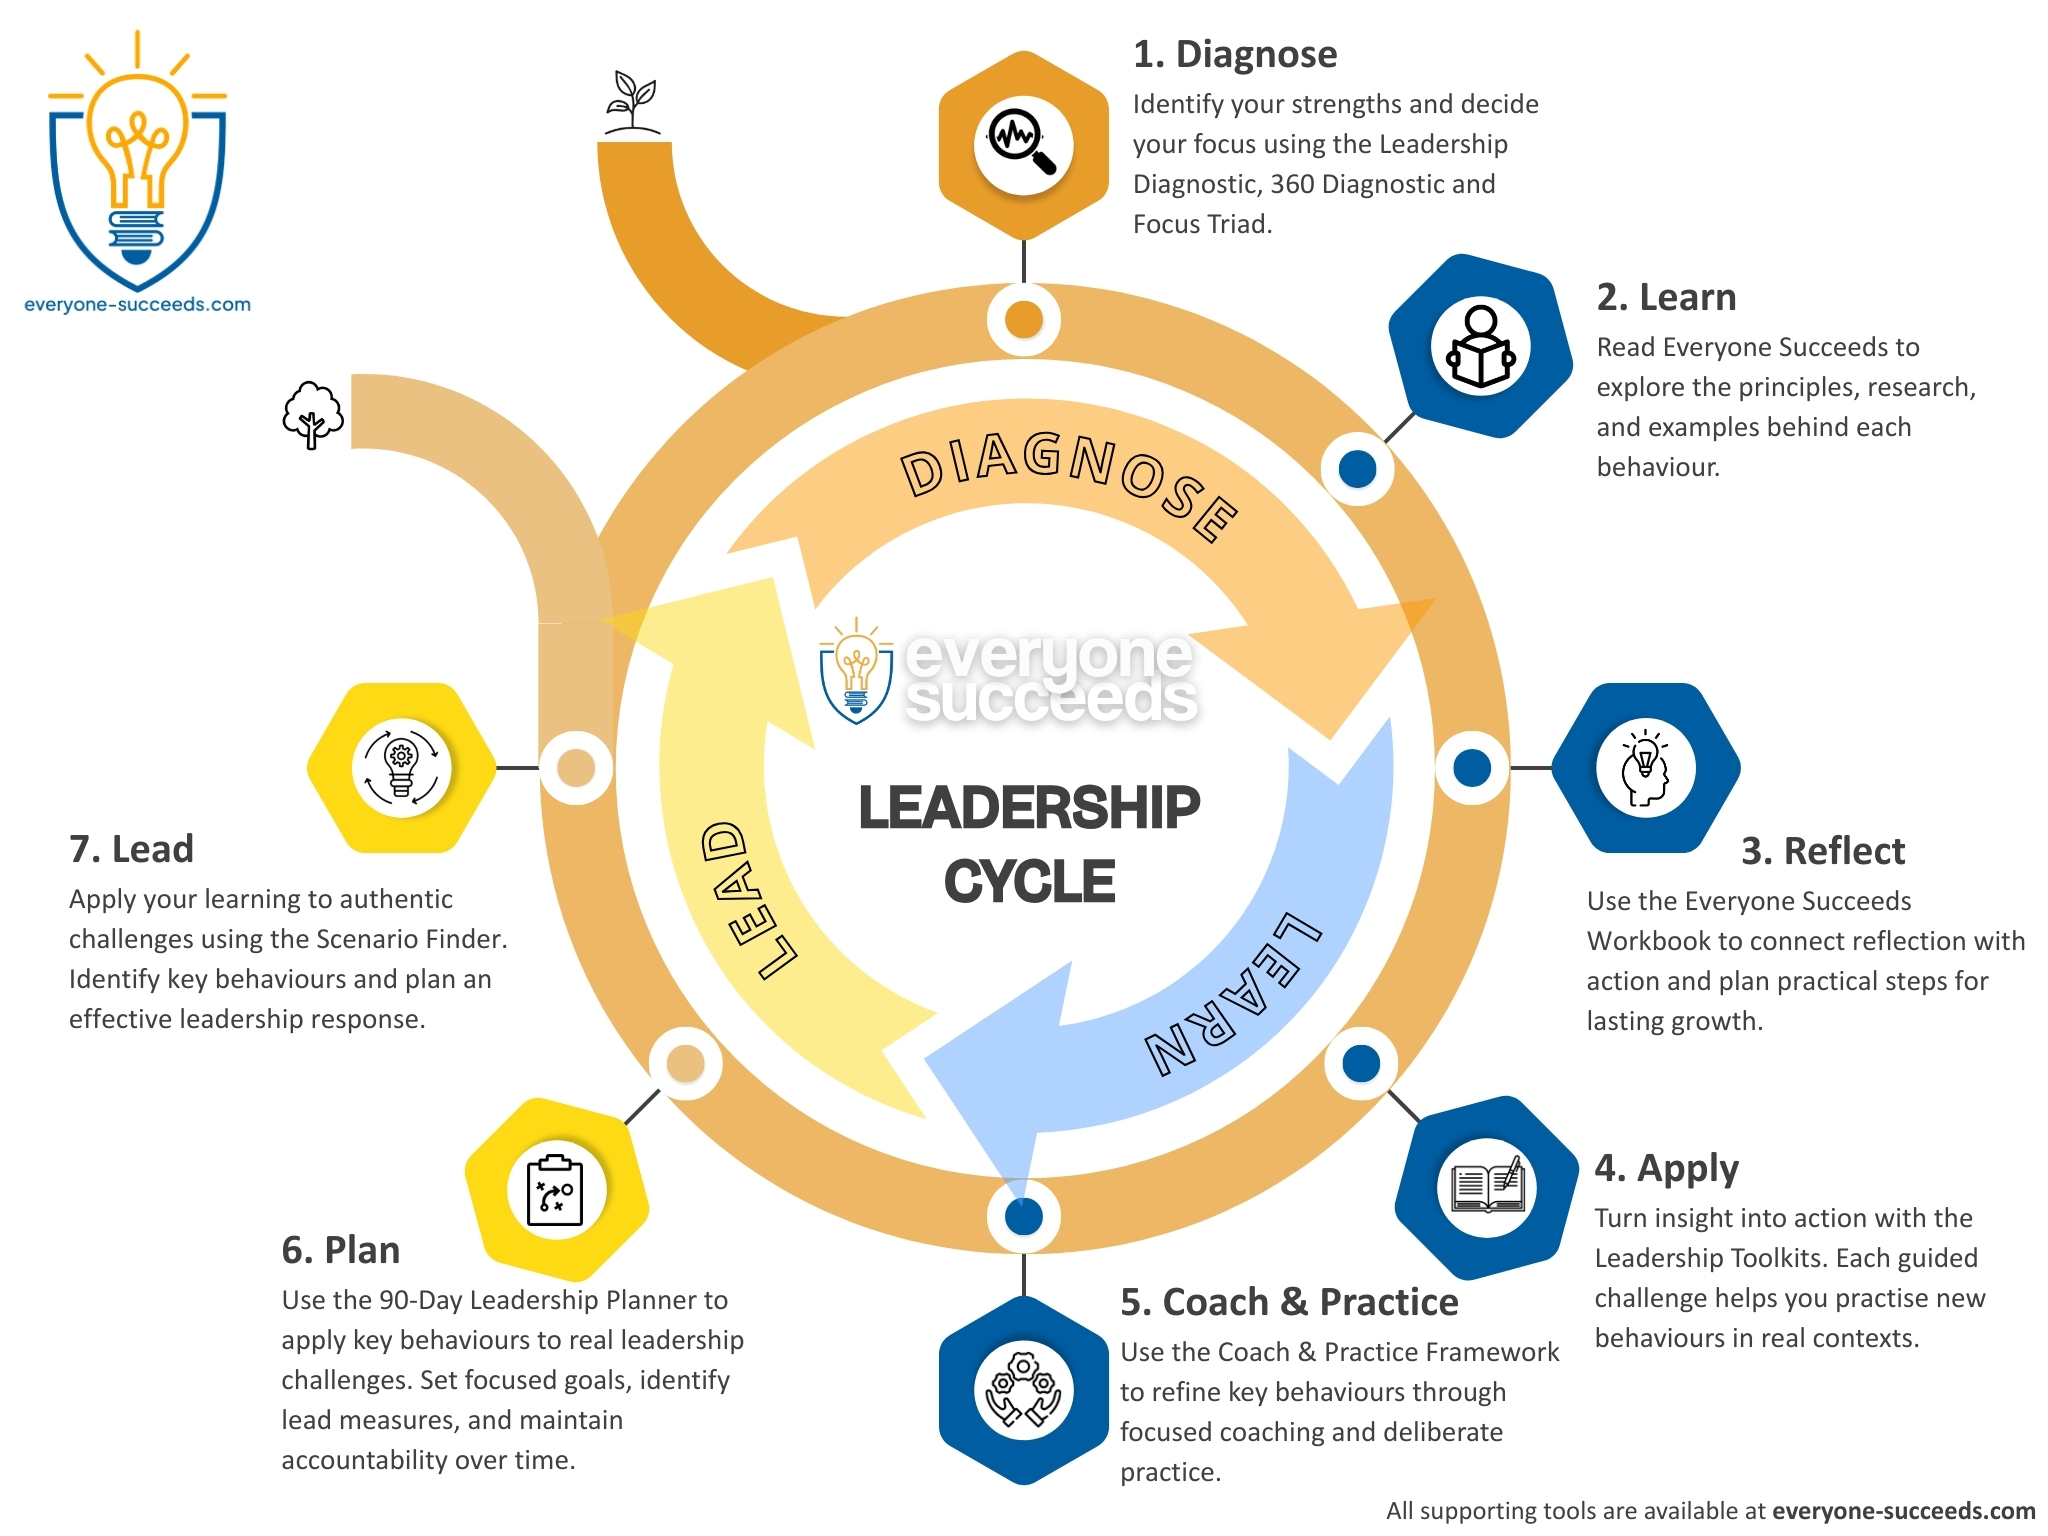 everyone-succeeds.com
1. Diagnose
Identify your strengths and decide
your focus using the Leadership
Diagnostic, 360 Diagnostic and
Focus Triad.
2. Learn
Read Everyone Succeeds to
explore the principles, research,
and examples behind each
behaviour.
DIAGNOSE
everyone
succeeds
LEADERSHIP
CYCLE
LEARN
LEAD
3. Reflect
Use the Everyone Succeeds
Workbook to connect reflection with
action and plan practical steps for
lasting growth.
4. Apply
Turn insight into action with the
Leadership Toolkits. Each guided
challenge helps you practise new
behaviours in real contexts.
5. Coach & Practice
Use the Coach & Practice Framework
to refine key behaviours through
focused coaching and deliberate
practice.
6. Plan
Use the 90-Day Leadership Planner to
apply key behaviours to real leadership
challenges. Set focused goals, identify
lead measures, and maintain
accountability over time.
7. Lead
Apply your learning to authentic
challenges using the Scenario Finder.
Identify key behaviours and plan an
effective leadership response.
All supporting tools are available at everyone-succeeds.com